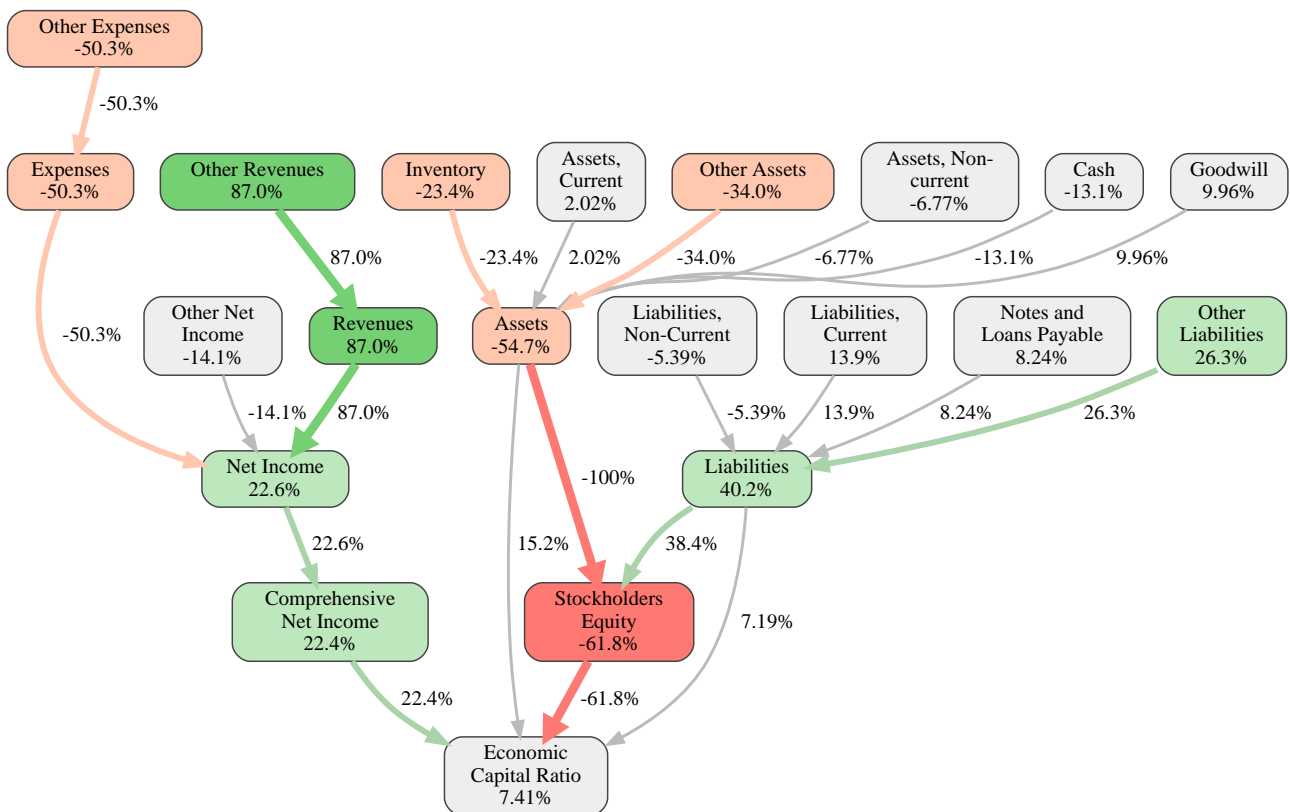 Other Expenses
-50.3%
-50.3%
Expenses
-50.3%
Other Revenues
87.0%
Inventory
-23.4%
Assets,
Current
2.02%
Other Assets
-34.0%
Assets, Non-
current
-6.77%
Cash
-13.1%
Goodwill
9.96%
87.0%
-23.4%
2.02%
-34.0%
-6.77%
-13.1%
9.96%
-50.3%
Other Net
Income
-14.1%
Revenues
87.0%
Assets
-54.7%
Liabilities,
Non-Current
-5.39%
Liabilities,
Current
13.9%
Notes and
Loans Payable
8.24%
Other
Liabilities
26.3%
-14.1%
87.0%
-5.39%
13.9%
8.24%
26.3%
Net Income
22.6%
Liabilities
40.2%
-100%
22.6%
15.2%
38.4%
Comprehensive
Net Income
22.4%
Stockholders
Equity
-61.8%
7.19%
22.4%
-61.8%
Economic
Capital Ratio
7.41%